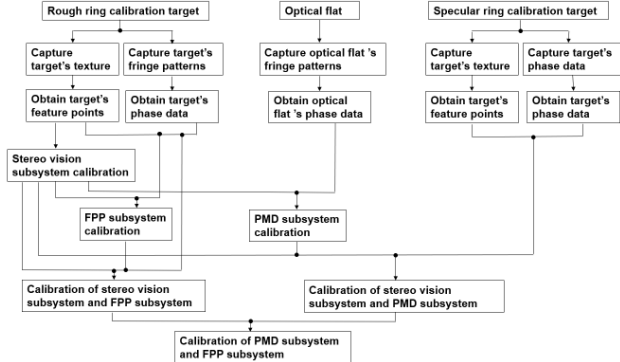 Rough ring calibration target
Optical flat
Specular ring calibration target
Capture
target's texture
Capture target's
fringe patterns
Capture optical flat 's
fringe patterns
Capture
target's texture
Capture target's
phase data
Obtain target's
feature points
Obtain target's
phase data
Obtain optical
flat 's phase data
Obtain target's
feature points
Obtain target's
phase data
Stereo vision
subsystem calibration
FPP subsystem
calibration
PMD subsystem
calibration
Calibration of stereo vision
subsystem and FPP subsystem
Calibration of stereo vision
subsystem and PMD subsystem
Calibration of PMD subsystem
and FPP subsystem